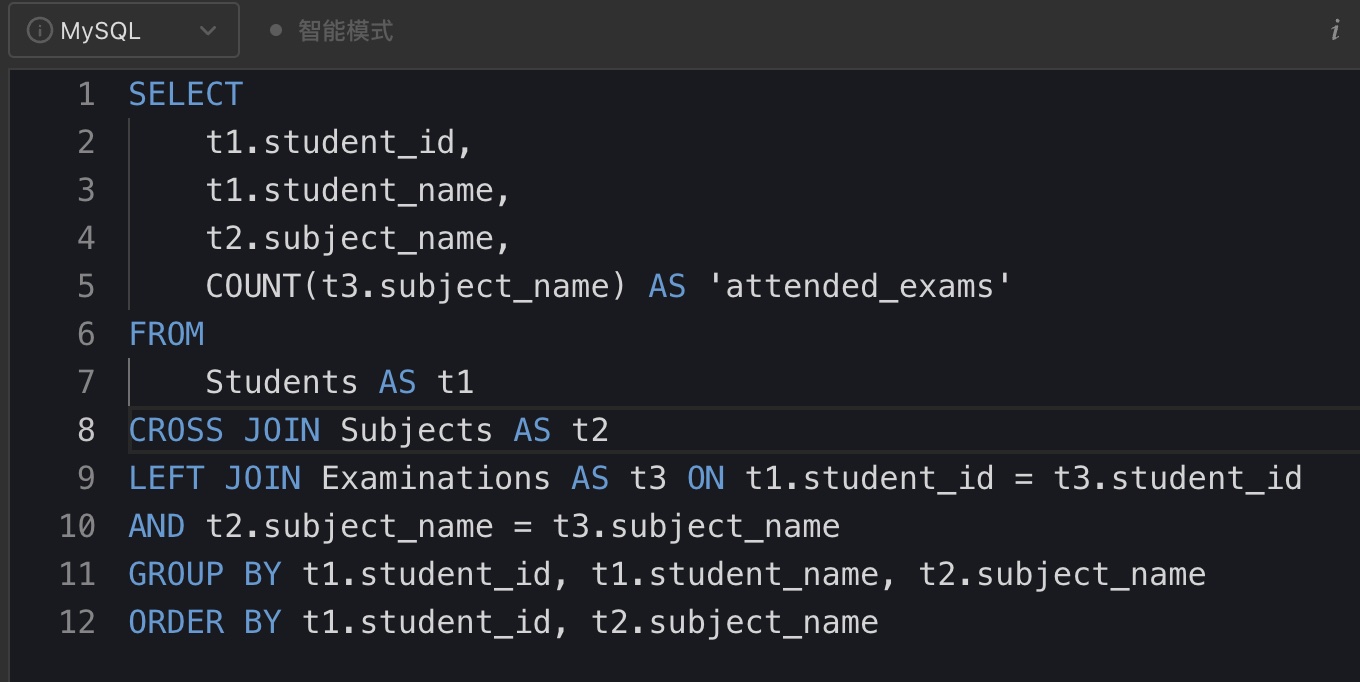 MySQL 智能模式
1 SELECT
2 t1.student_id,
3 t1.student_name,
4 t2.subject_name,
5 COUNT(t3.subject_name) AS 'attended_exams'
6 FROM
7 Students AS t1
8 CROSS JOIN Subjects AS t2
9 LEFT JOIN Examinations AS t3 ON t1.student_id = t3.student_id
10 AND t2.subject_name = t3.subject_name
11 GROUP BY t1.student_id, t1.student_name, t2.subject_name
12 ORDER BY t1.student_id, t2.subject_name